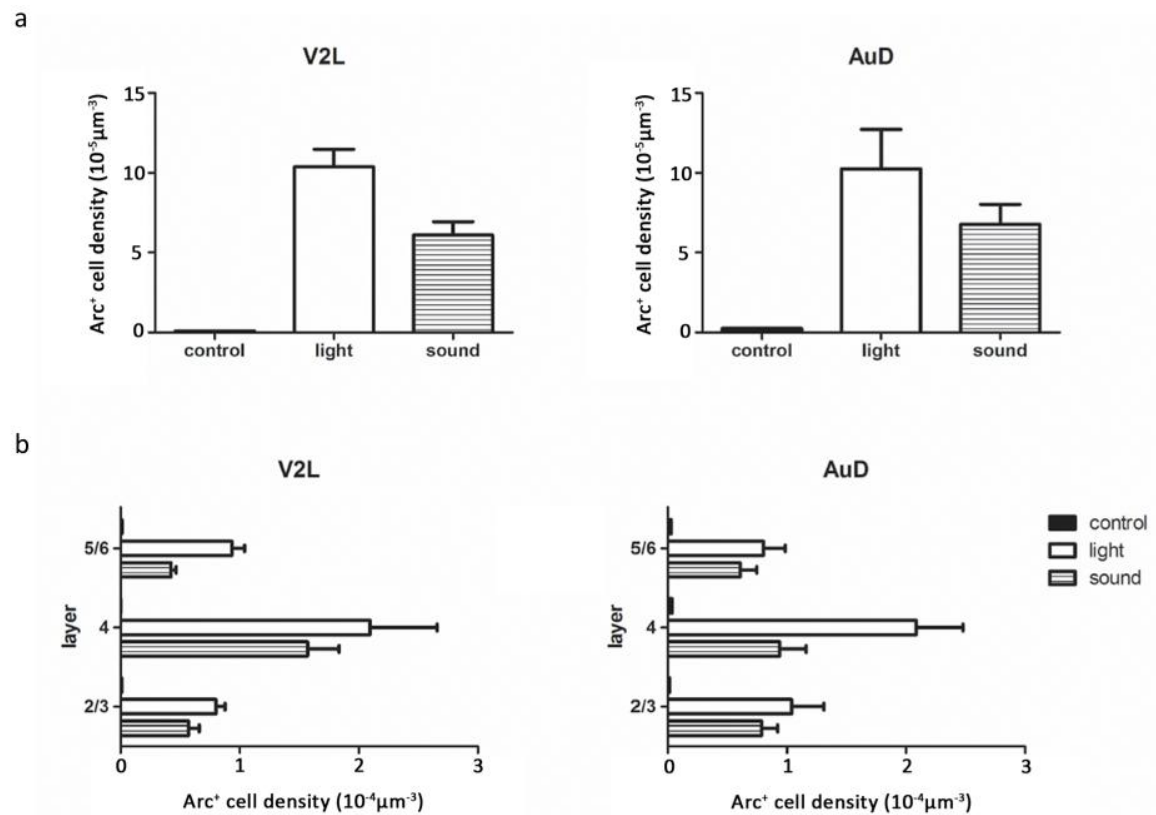 a
V2L
Arc⁺ cell density (10⁻⁵μm⁻³)
15
10
5
0
control light sound
AuD
Arc⁺ cell density (10⁻⁵μm⁻³)
15
10
5
0
control light sound
b
V2L
layer
5/6
4
2/3
0 1 2 3
Arc⁺ cell density (10⁻⁴μm⁻³)
AuD
5/6
4
2/3
0 1 2 3
Arc⁺ cell density (10⁻⁴μm⁻³)
layer
control
light
sound